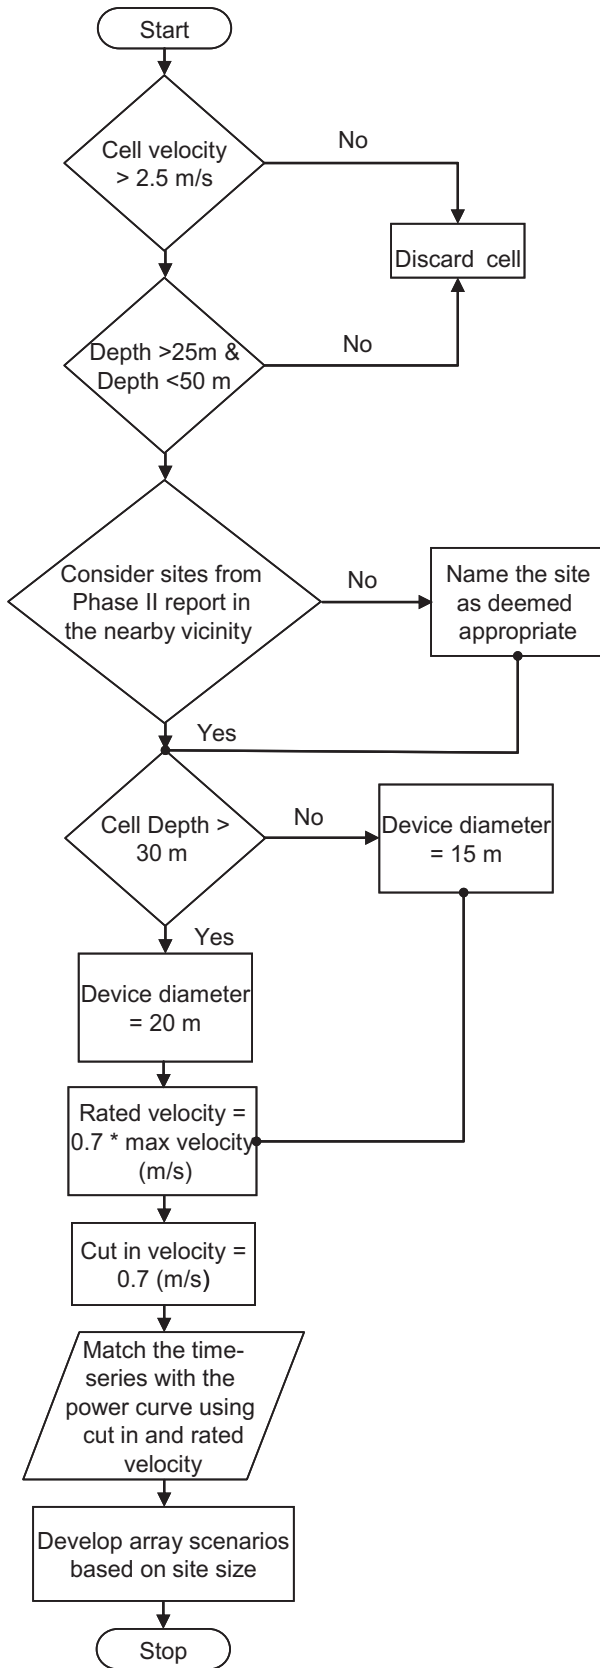 Start
Cell velocity
> 2.5 m/s
No
Discard cell
Depth >25m &
Depth <50 m
No
Consider sites from
Phase II report in
the nearby vicinity
No
Name the site
as deemed
appropriate
Yes
Cell Depth >
30 m
No
Device diameter
= 15 m
Yes
Device diameter
= 20 m
Rated velocity =
0.7 * max velocity
(m/s)
Cut in velocity =
0.7 (m/s)
Match the time-
series with the
power curve using
cut in and rated
velocity
Develop array scenarios
based on site size
Stop